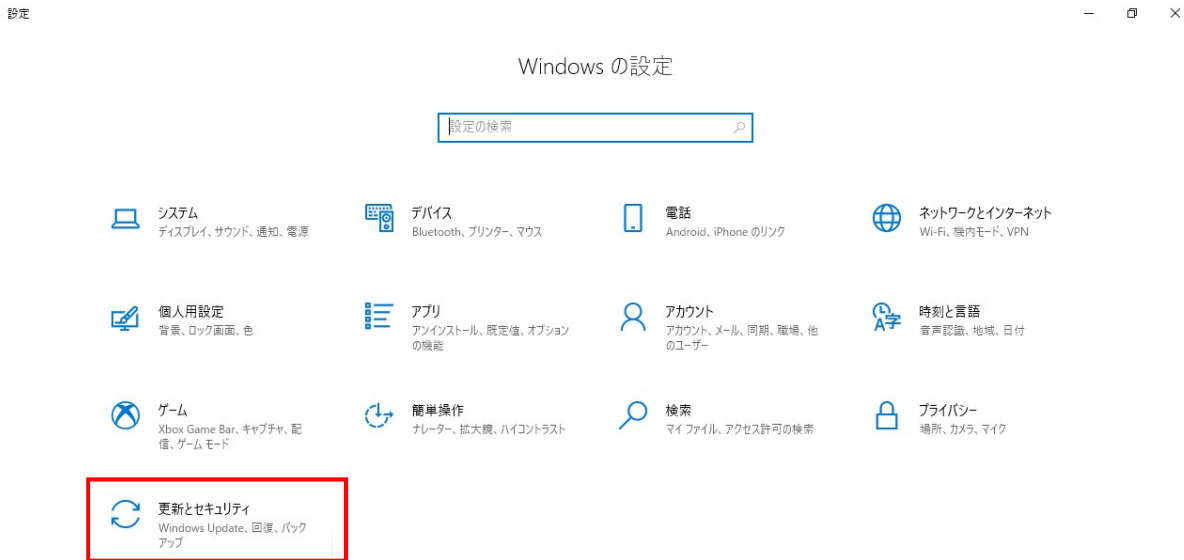 設定
Windows の設定
設定の検索
システム
ディスプレイ、サウンド、通知、電源
デバイス
Bluetooth、プリンター、マウス
電話
Android、iPhone のリンク
ネットワークとインターネット
Wi-Fi、機内モード、VPN
個人用設定
背景、ロック画面、色
アプリ
アンインストール、既定値、オプション
の機能
アカウント
アカウント、メール、同期、職場、他
のユーザー
時刻と言語
音声認識、地域、日付
ゲーム
Xbox Game Bar、キャプチャ、配
信、ゲーム モード
簡単操作
ナレーター、拡大鏡、ハイコントラスト
検索
マイ ファイル、アクセス許可の検索
プライバシー
場所、カメラ、マイク
更新とセキュリティ
Windows Update、回復、バック
アップ